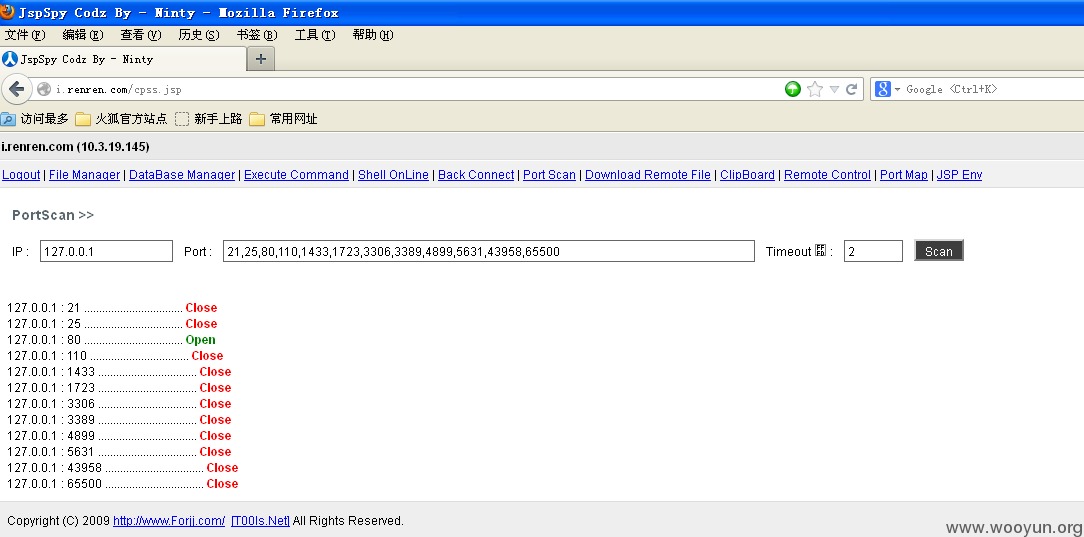 JspSpy Codz By - Ninty - Mozilla Firefox
文件(F) 编辑(E) 查看(V) 历史(S) 书签(B) 工具(T) 帮助(H)
JspSpy Codz By - Ninty
i.renren.com/cpss.jsp Google <Ctrl+K>
访问最多 火狐官方站点 新手上路 常用网址
i.renren.com (10.3.19.145)
Logout | File Manager | DataBase Manager | Execute Command | Shell OnLine | Back Connect | Port Scan | Download Remote File | ClipBoard | Remote Control | Port Map | JSP Env
PortScan >>
IP : 127.0.0.1 Port : 21,25,80,110,1433,1723,3306,3389,4899,5631,43958,65500 Timeout : 2 Scan
127.0.0.1 : 21 ................................. Close
127.0.0.1 : 25 ................................. Close
127.0.0.1 : 80 ................................. Open
127.0.0.1 : 110 ................................. Close
127.0.0.1 : 1433 ................................. Close
127.0.0.1 : 1723 ................................. Close
127.0.0.1 : 3306 ................................. Close
127.0.0.1 : 3389 ................................. Close
127.0.0.1 : 4899 ................................. Close
127.0.0.1 : 5631 ................................. Close
127.0.0.1 : 43958 ................................. Close
127.0.0.1 : 65500 ................................. Close
Copyright (C) 2009 http://www.Forjj.com/ [T00ls.Net] All Rights Reserved.
www.wooyun.org